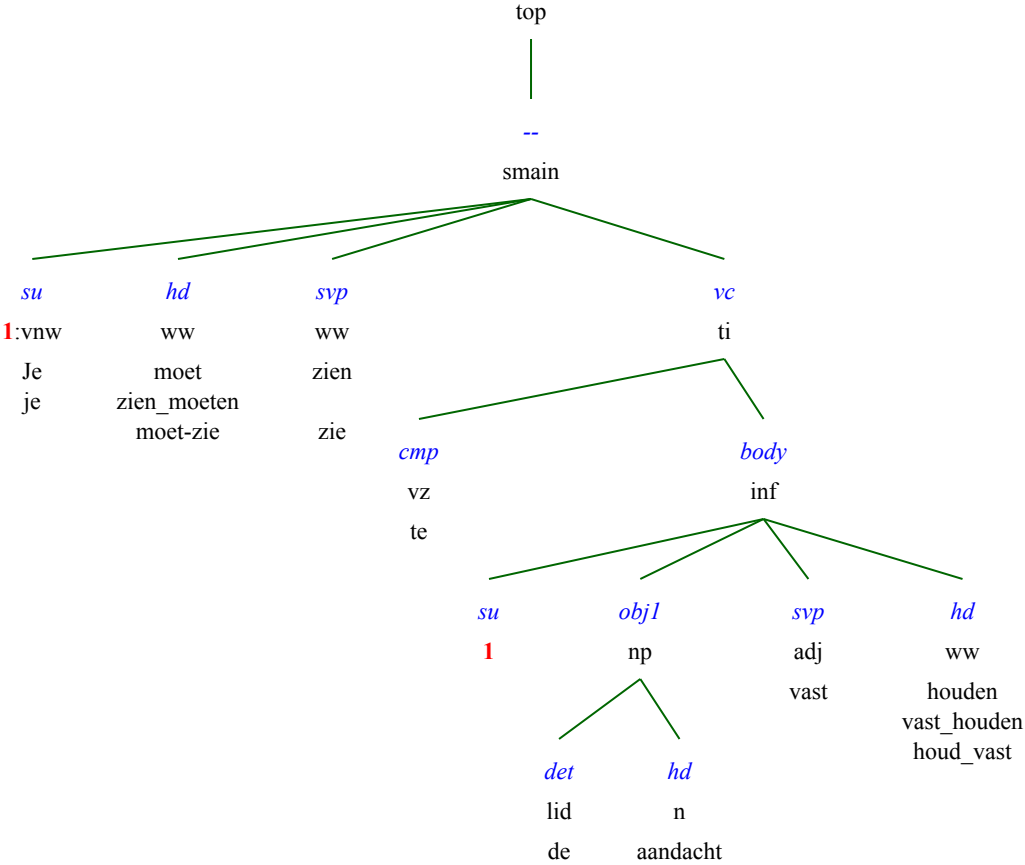 top
--
smain
su hd svp vc
1:vnw ww ww ti
Je moet zien
je zien_moeten
moet-zie zie
cmp body
vz inf
te
su obj1 svp hd
1 np adj ww
vast houden
vast_houden
houd_vast
det hd
lid n
de aandacht